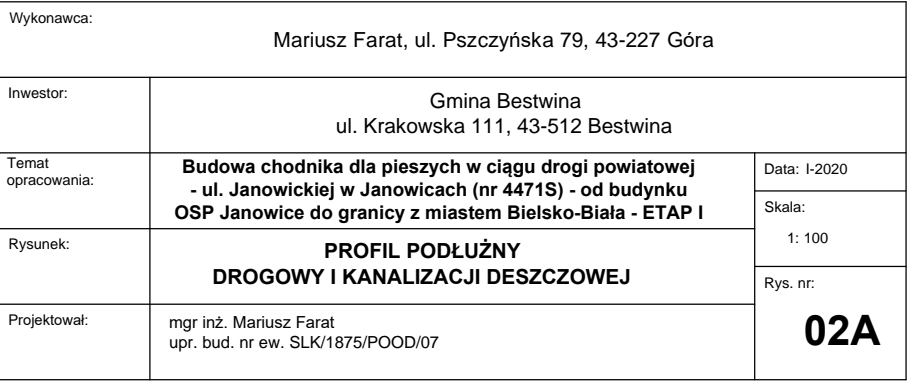 Wykonawca:
Mariusz Farat, ul. Pszczyńska 79, 43-227 Góra
Inwestor:
Gmina Bestwina
ul. Krakowska 111, 43-512 Bestwina
Temat
opracowania:
Budowa chodnika dla pieszych w ciągu drogi powiatowej
- ul. Janowickiej w Janowicach (nr 4471S) - od budynku
OSP Janowice do granicy z miastem Bielsko-Biała - ETAP I
Data: I-2020
Skala:
1: 100
Rysunek:
PROFIL PODŁUŻNY
DROGOWY I KANALIZACJI DESZCZOWEJ
Rys. nr:
02A
Projektował:
mgr inż. Mariusz Farat
upr. bud. nr ew. SLK/1875/POOD/07